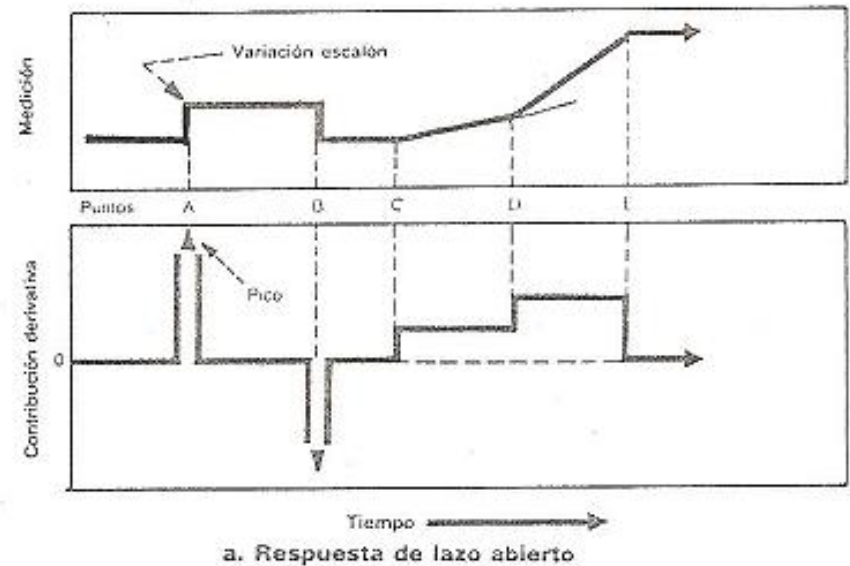 Variación escalón
Medición
Puntos A B C D E
Pico
0
Contribución derivativa
Tiempo
a. Respuesta de lazo abierto